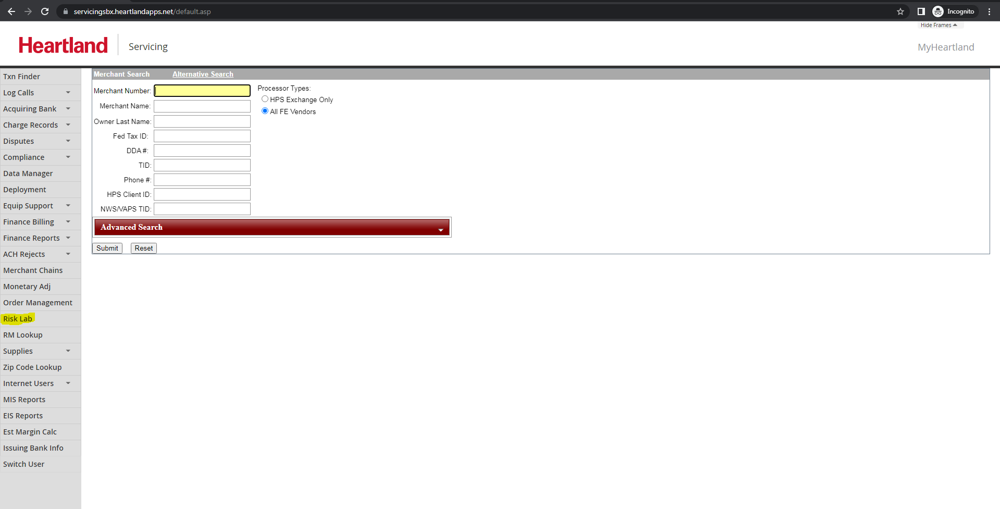 servicingsbx.heartlandapps.net/default.asp
Incognito
Hide Frames
Heartland
Servicing
MyHeartland
Txn Finder
Log Calls
Acquiring Bank
Charge Records
Disputes
Compliance
Data Manager
Deployment
Equip Support
Finance Billing
Finance Reports
ACH Rejects
Merchant Chains
Monetary Adj
Order Management
Risk Lab
RM Lookup
Supplies
Zip Code Lookup
Internet Users
MIS Reports
EIS Reports
Est Margin Calc
Issuing Bank Info
Switch User
Merchant Search Alternative Search
Merchant Number:
Merchant Name:
Owner Last Name:
Fed Tax ID:
DDA #:
TID:
Phone #:
HPS Client ID:
NWS/VAPS TID:
Processor Types:
HPS Exchange Only
All FE Vendors
Advanced Search
Submit Reset